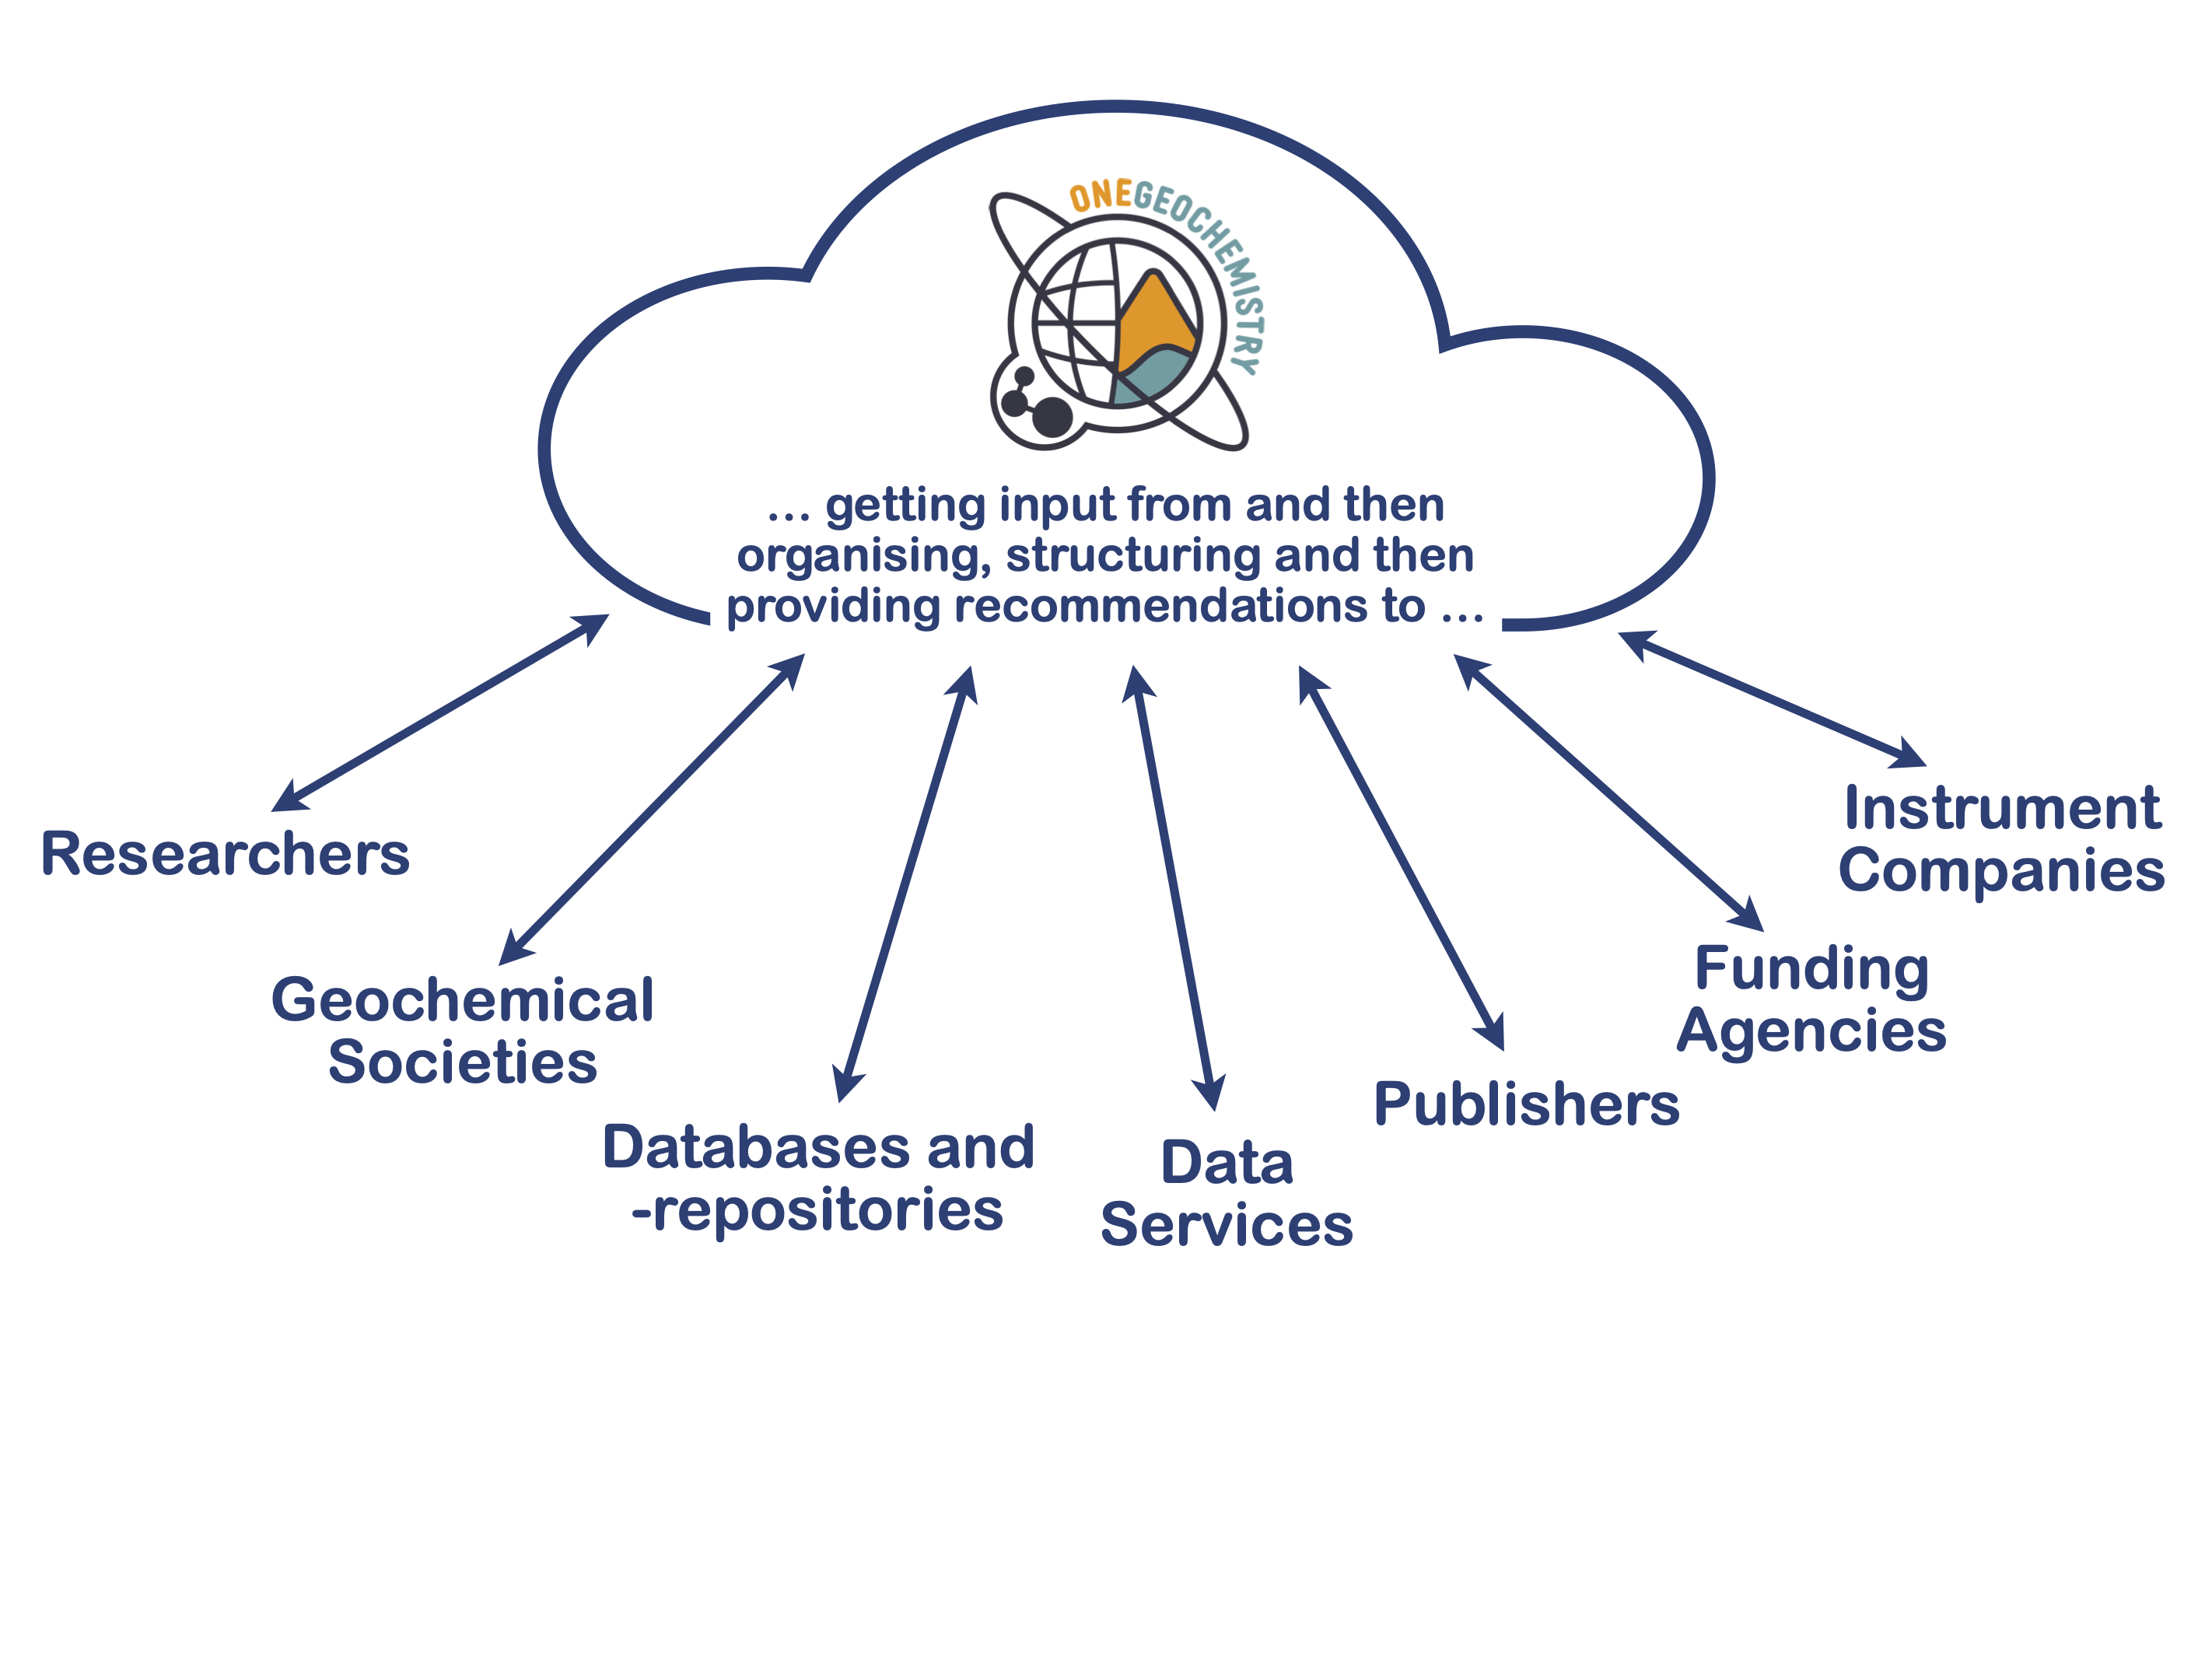 ONEGEOCHEMISTRY
... getting input from and then
organising, structuring and then
providing recommendations to ...
Researchers
Geochemical
Societies
Databases and
-repositories
Data
Services
Publishers
Funding
Agencies
Instrument
Companies